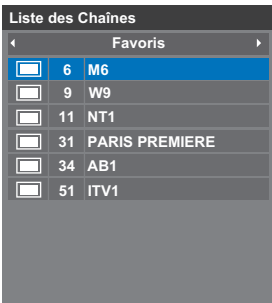 Liste des Chaînes
Favoris
6 M6
9 W9
11 NT1
31 PARIS PREMIERE
34 AB1
51 ITV1